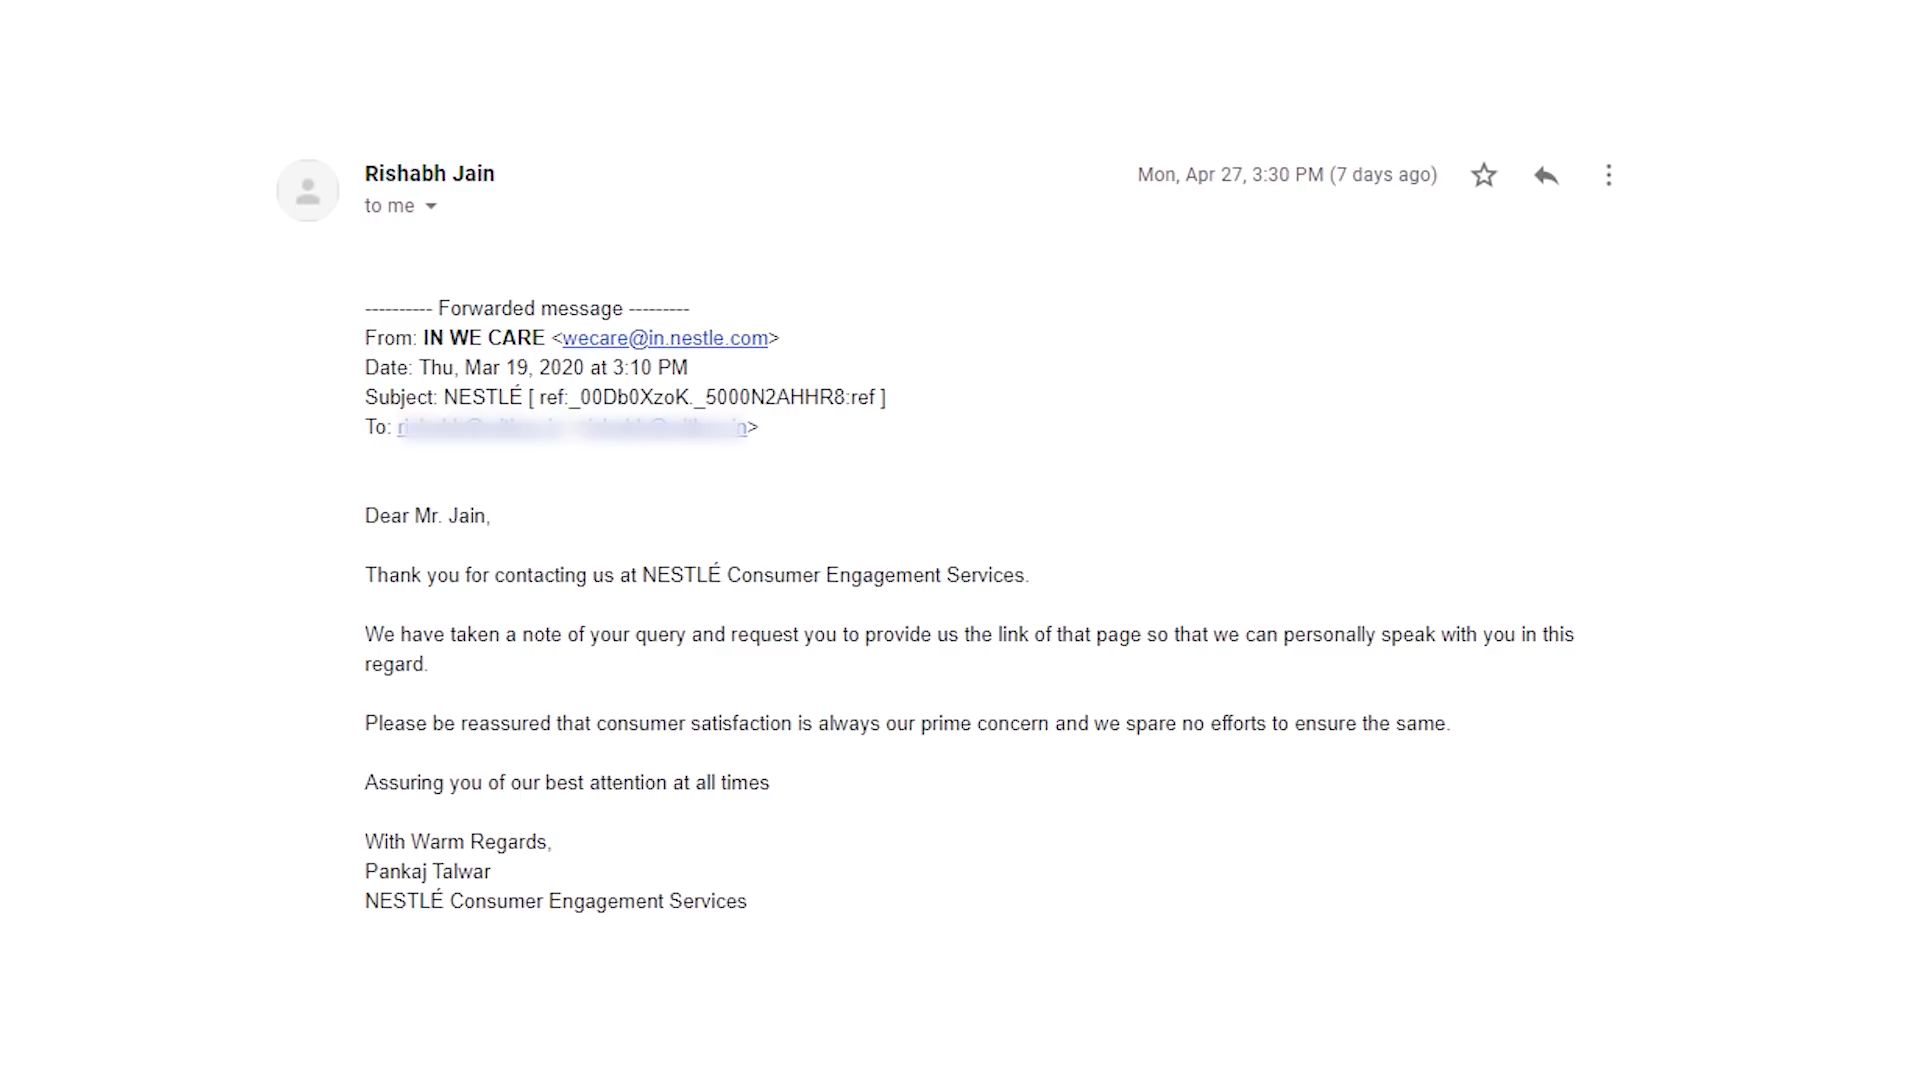 Rishabh Jain
Mon, Apr 27, 3:30 PM (7 days ago)
to me
---------- Forwarded message ---------
From: IN WE CARE <wecare@in.nestle.com>
Date: Thu, Mar 19, 2020 at 3:10 PM
Subject: NESTLÉ [ ref:_00Db0XzoK._5000N2AHHR8:ref ]
To:
Dear Mr. Jain,
Thank you for contacting us at NESTLÉ Consumer Engagement Services.
We have taken a note of your query and request you to provide us the link of that page so that we can personally speak with you in this
regard.
Please be reassured that consumer satisfaction is always our prime concern and we spare no efforts to ensure the same.
Assuring you of our best attention at all times
With Warm Regards,
Pankaj Talwar
NESTLÉ Consumer Engagement Services